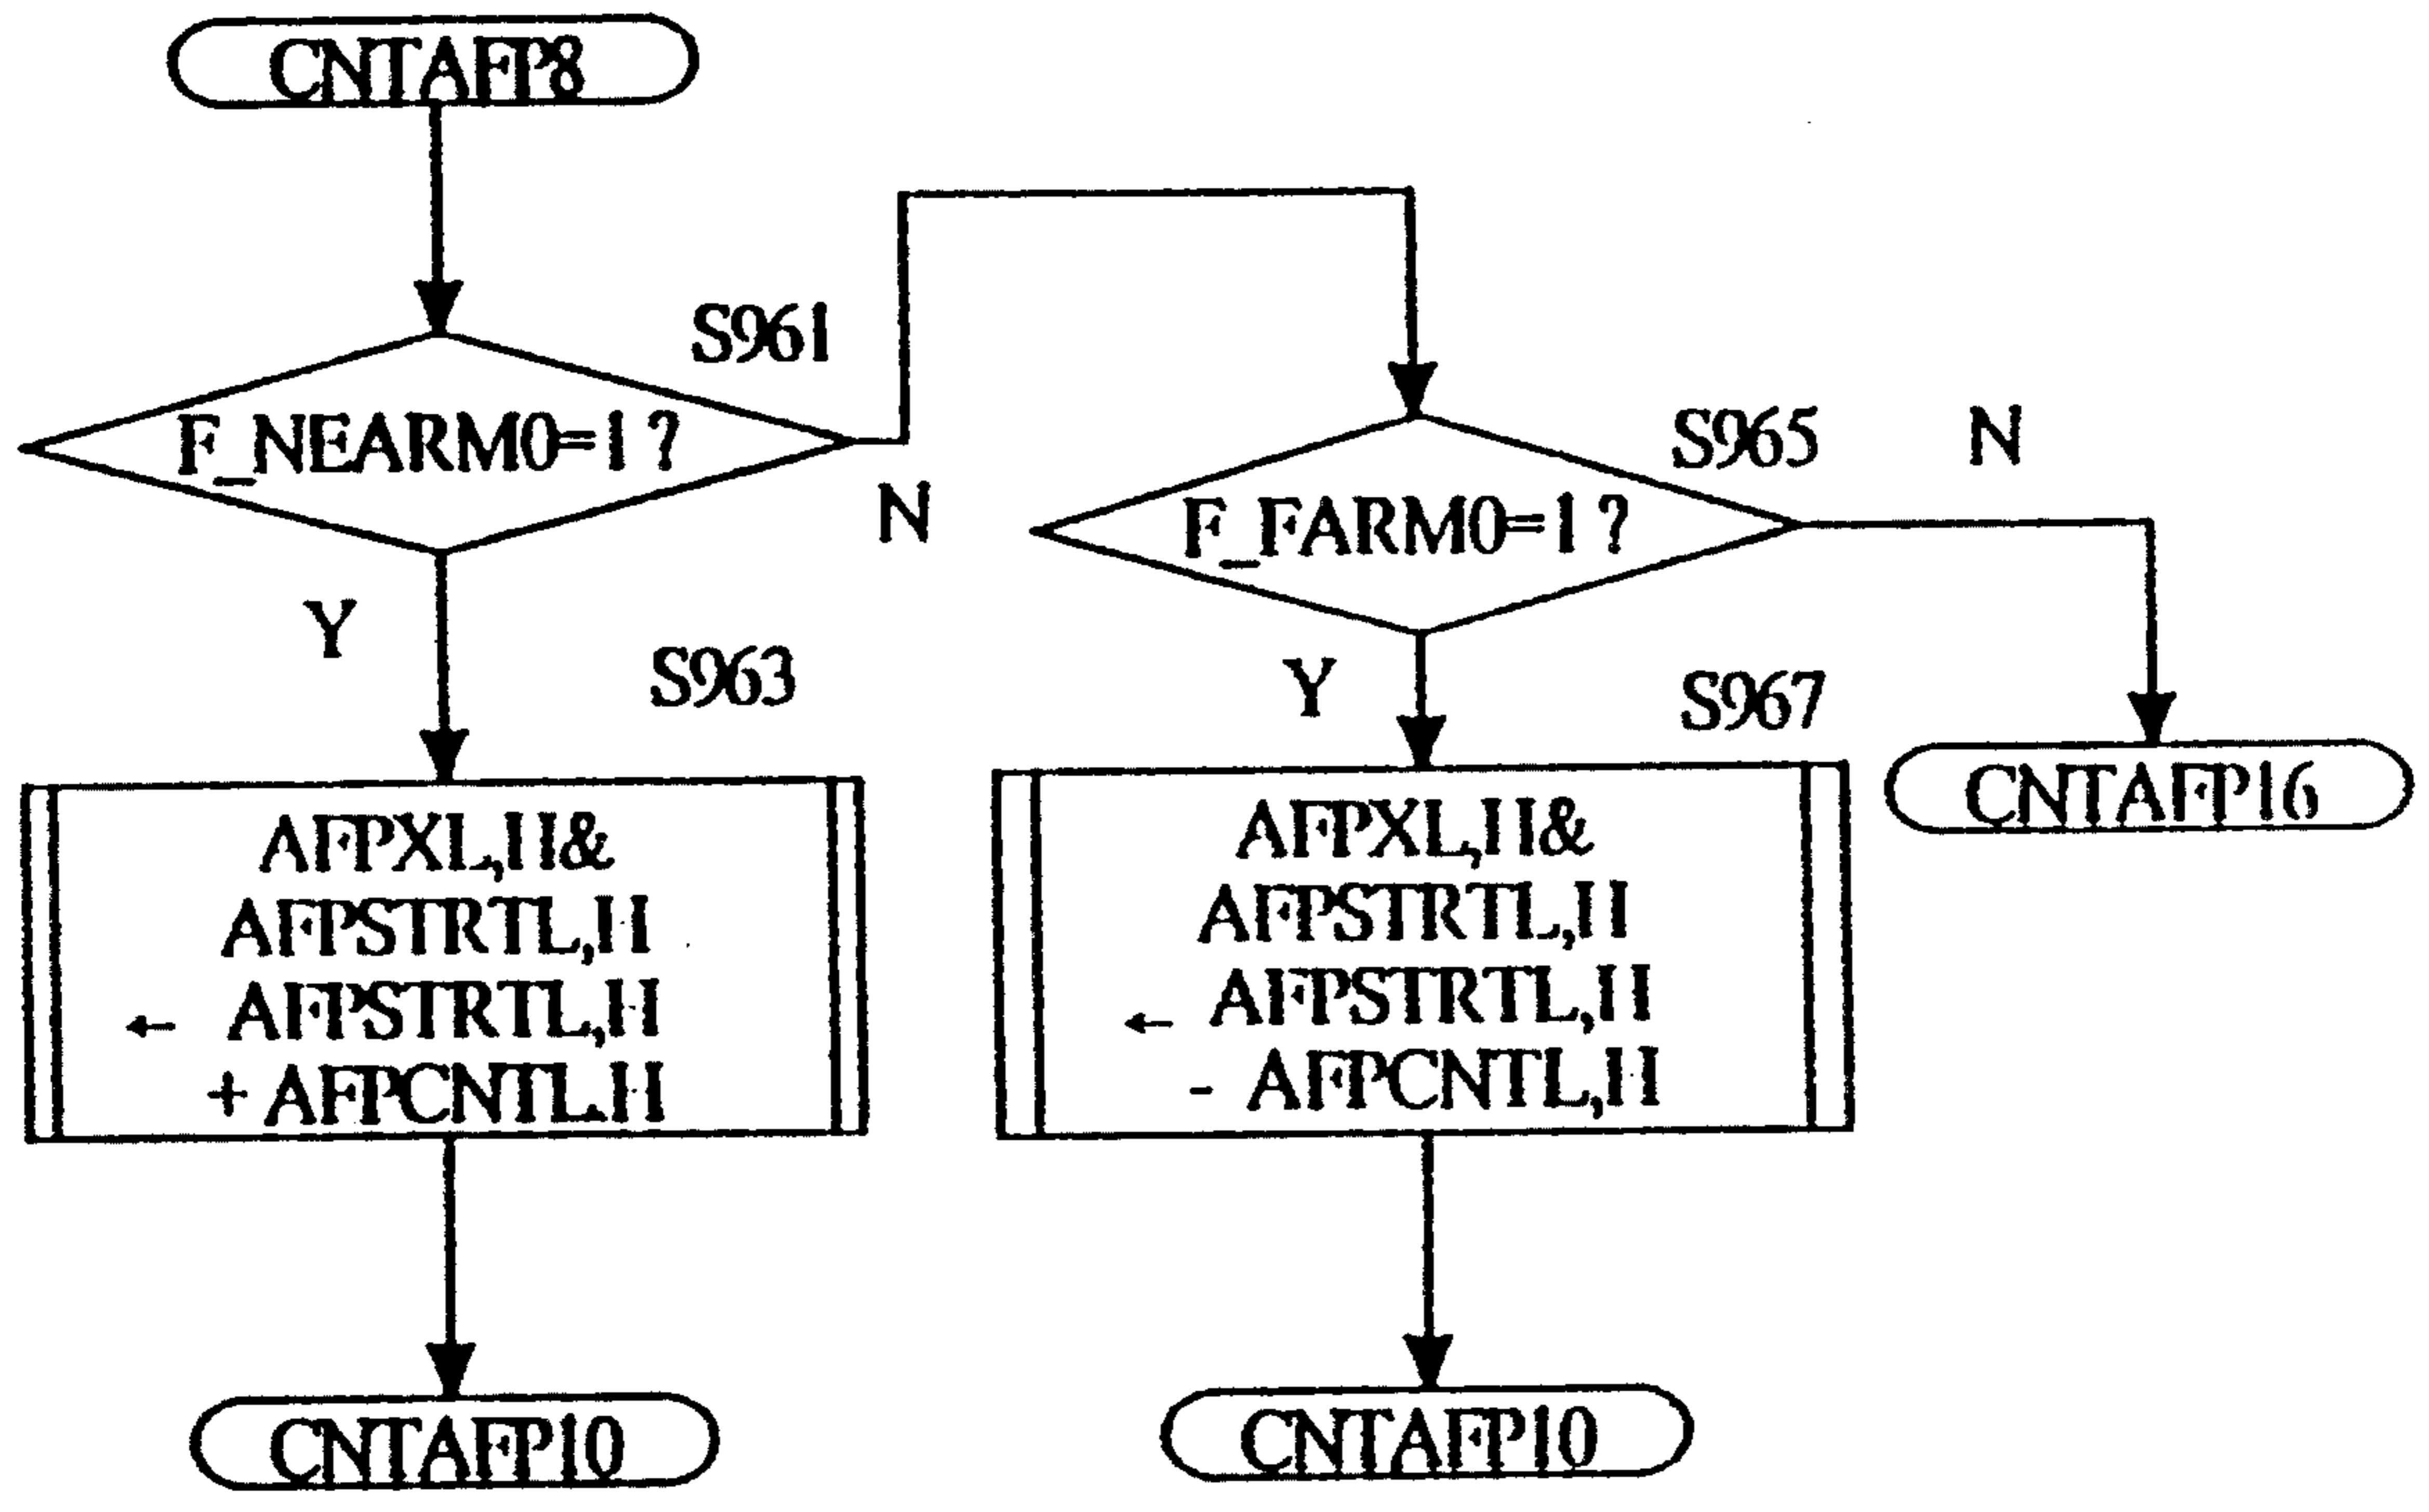 CNTAFP8
S961
F_NEARM0=1?
N
Y
S963
AFPXL,H&
AFPSTRTL,H
← AFPSTRTL,H
+ AFPCNTL,H
CNTAFP10
S965
N
F_FARM0=1?
Y
S967
CNTAFP16
AFPXL,H&
AFPSTRTL,H
← AFPSTRTL,H
- AFPCNTL,H
CNTAFP10